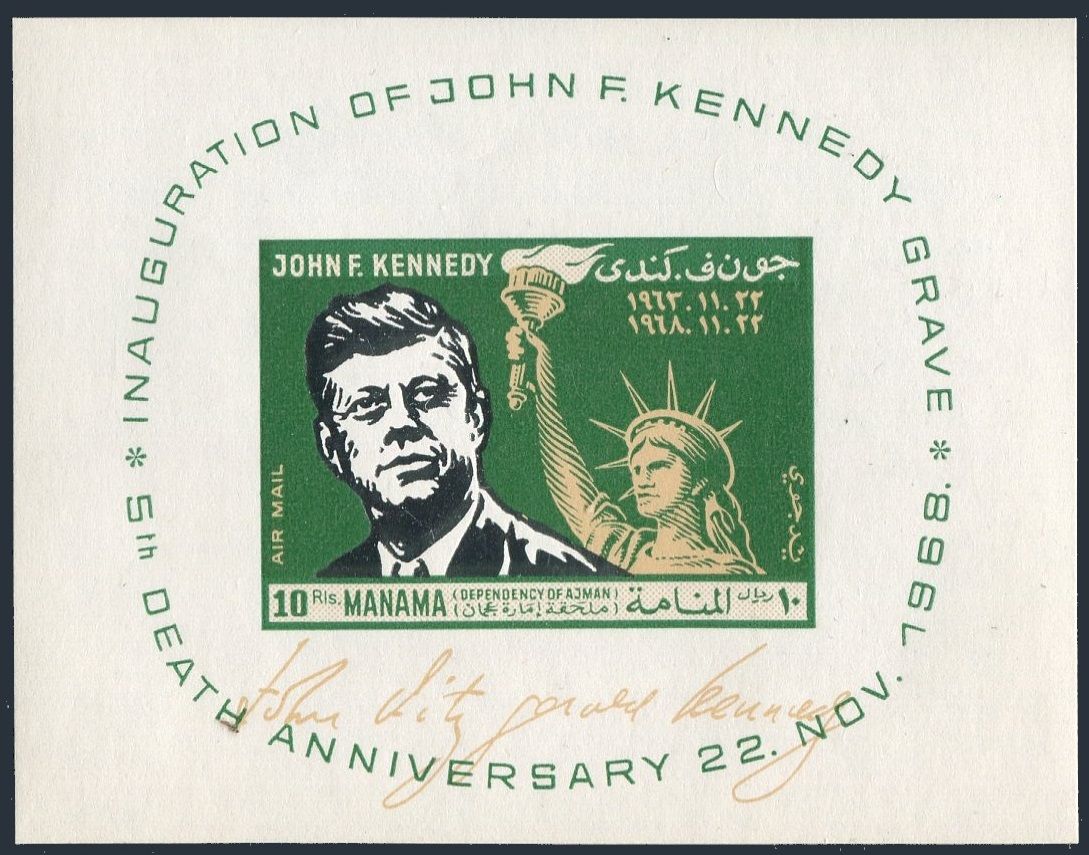 * INAUGURATION OF JOHN F. KENNEDY GRAVE *
5TH DEATH ANNIVERSARY 22. NOV. 1968.
JOHN F. KENNEDY
جون ف. كندى
١٩٦٣.١١.٢٢
١٩٦٨.١١.٢٢
AIR MAIL
بريد جوي
10 Rls. MANAMA (DEPENDENCY OF AJMAN) المنامة ريال ١٠
(ملحقة إمارة عجمان)
John Fitzgerald Kennedy